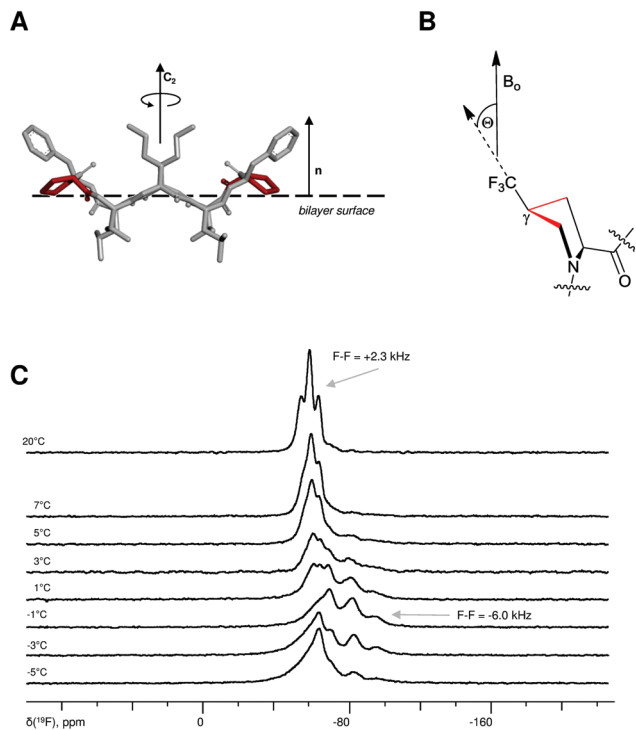 A
B
C₂
n
bilayer surface
B₀
Θ
F₃C
γ
N
O
C
F-F = +2.3 kHz
20°C
7°C
5°C
3°C
1°C
-1°C
F-F = -6.0 kHz
-3°C
-5°C
δ(¹⁹F), ppm
0
-80
-160